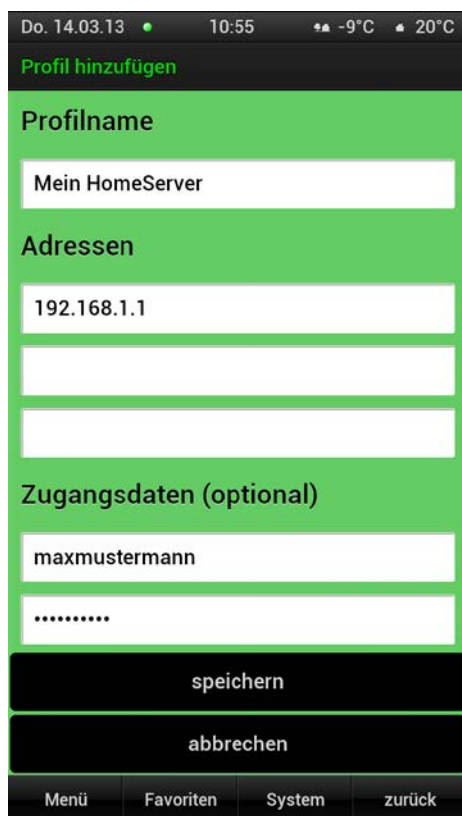 Do. 14.03.13 10:55 -9°C 20°C
Profil hinzufügen
Profilname
Mein HomeServer
Adressen
192.168.1.1
Zugangsdaten (optional)
maxmustermann
••••••••••
speichern
abbrechen
Menü Favoriten System zurück